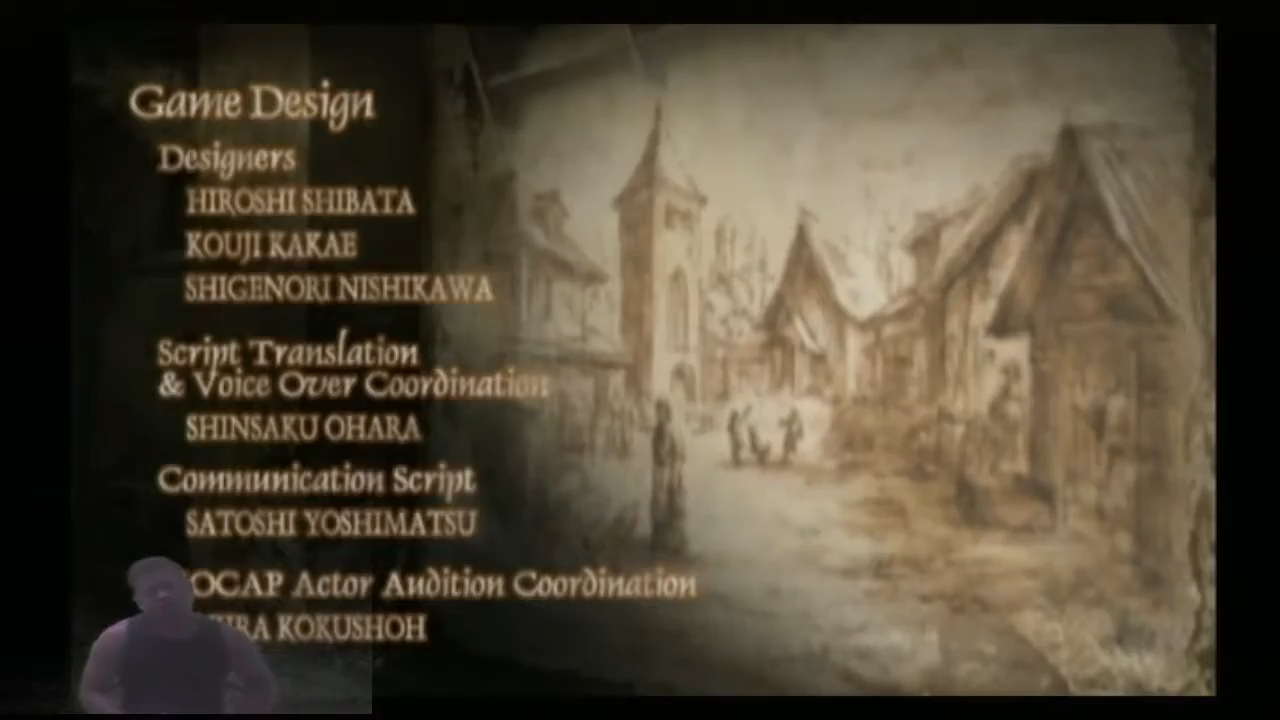 Game Design
Designers
HIROSHI SHIBATA
KOUJI KAKAE
SHIGENORI NISHIKAWA
Script Translation
& Voice Over Coordination
SHINSAKU OHARA
Communication Script
SATOSHI YOSHIMATSU
Actor Audition Coordination
KOKUSHOH